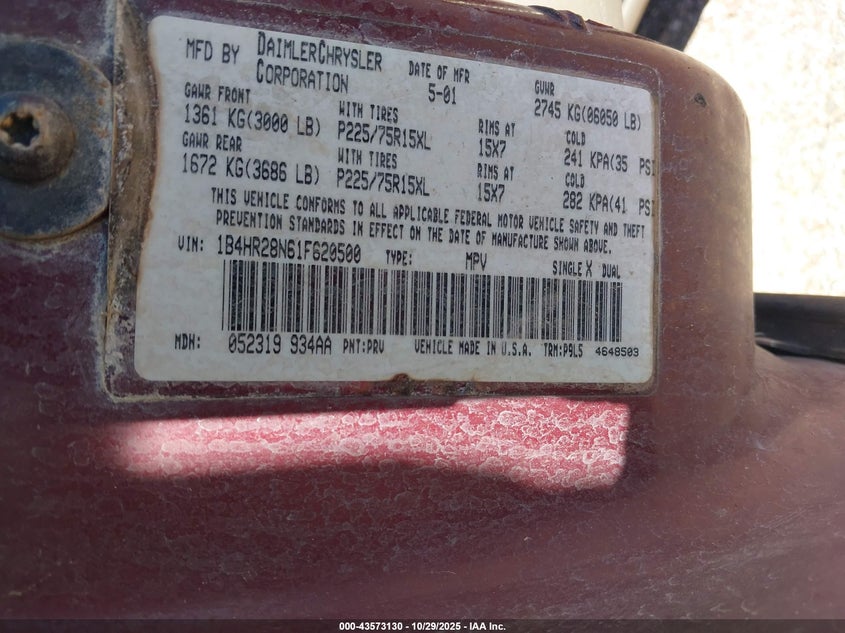 MFD BY DAIMLERCHRYSLER CORPORATION DATE OF MFR 5-01 GVWR 2745 KG(06050 LB)
GAWR FRONT WITH TIRES RIMS AT COLD
1361 KG(3000 LB) P225/75R15XL 15X7 241 KPA(35 PSI
GAWR REAR WITH TIRES RIMS AT COLD
1672 KG(3686 LB) P225/75R15XL 15X7 282 KPA(41 PSI
THIS VEHICLE CONFORMS TO ALL APPLICABLE FEDERAL MOTOR VEHICLE SAFETY AND THEFT
PREVENTION STANDARDS IN EFFECT ON THE DATE OF MANUFACTURE SHOWN ABOVE.
VIN: 1B4HR28N61F620500 TYPE: MPV SINGLE X DUAL
MDH: 052319 934AA PNT:PRV VEHICLE MADE IN U.S.A. TRM:P9L5 4648503
000-43573130 - 10/29/2025 - IAA Inc.